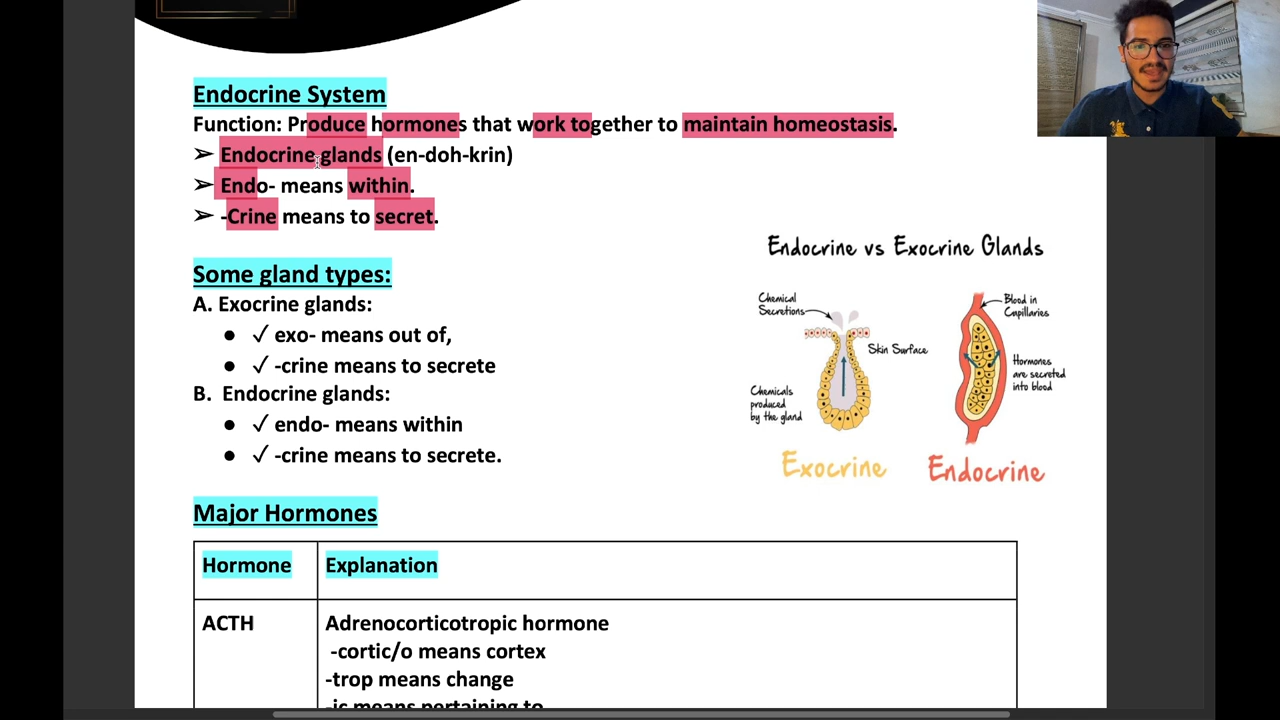 Endocrine System
Function: Produce hormones that work together to maintain homeostasis.
➢ Endocrine glands (en-doh-krin)
➢ Endo- means within.
➢ -Crine means to secret.
Some gland types:
A. Exocrine glands:
● ✓ exo- means out of,
● ✓ -crine means to secrete
B. Endocrine glands:
● ✓ endo- means within
● ✓ -crine means to secrete.
Endocrine vs Exocrine Glands
Chemical
Secretions
Skin Surface
Chemicals
produced
by the gland
Exocrine
Blood in
Capillaries
Hormones
are secreted
into blood
Endocrine
Major Hormones
Hormone
Explanation
ACTH
Adrenocorticotropic hormone
-cortic/o means cortex
-trop means change
-ic means pertaining to